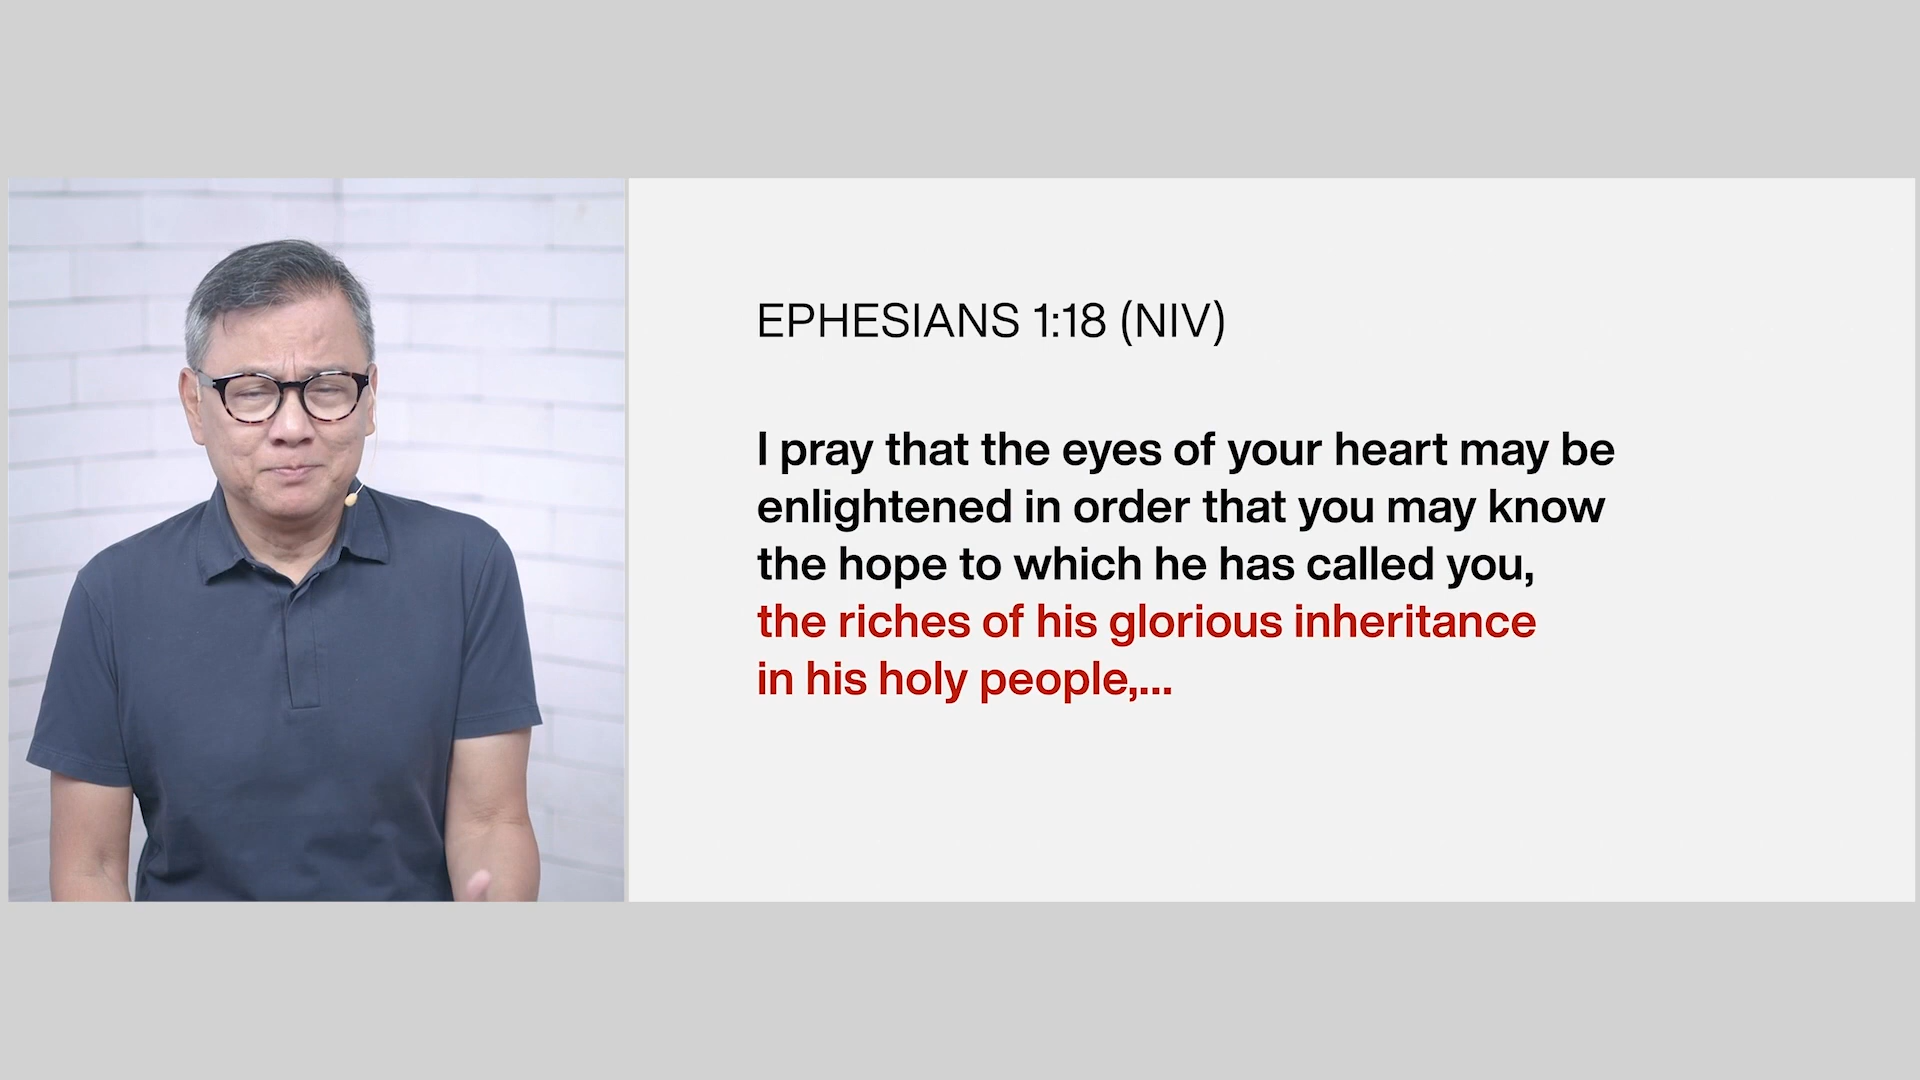 EPHESIANS 1:18 (NIV)
I pray that the eyes of your heart may be
enlightened in order that you may know
the hope to which he has called you,
the riches of his glorious inheritance
in his holy people,...